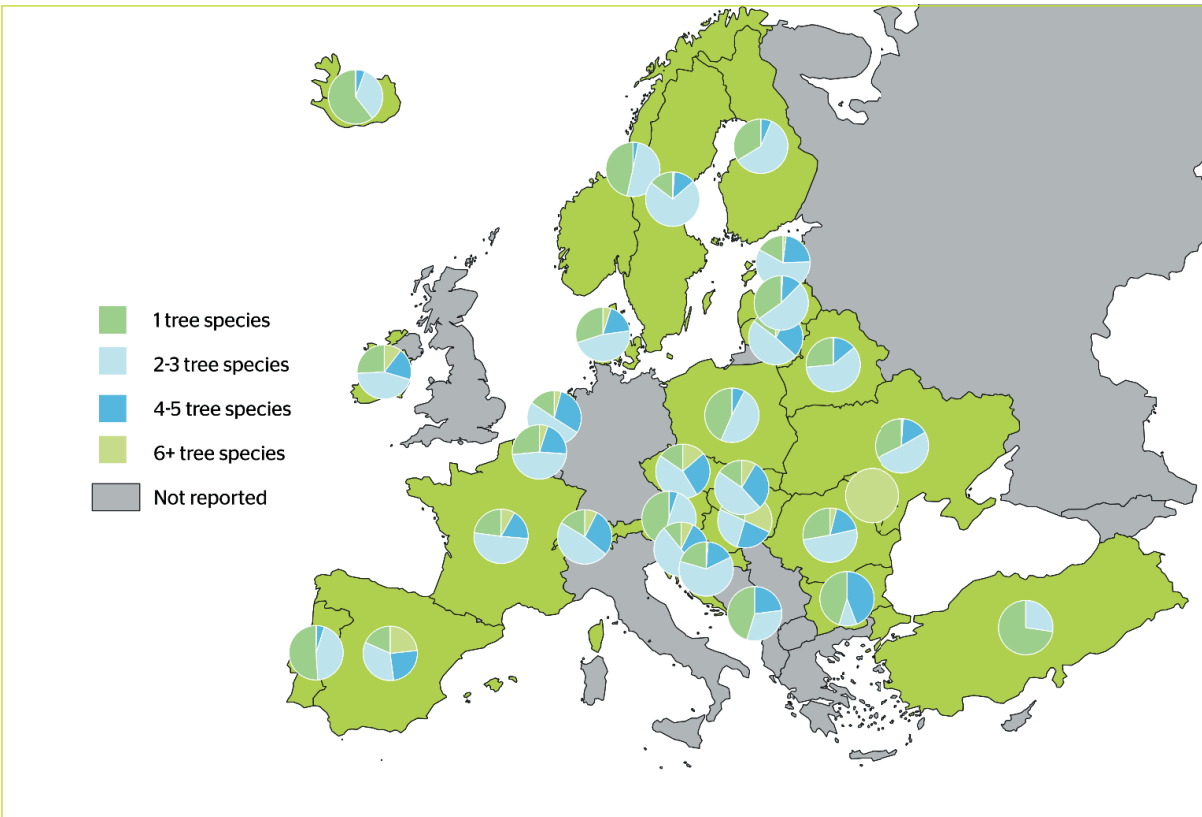 1 tree species
2-3 tree species
4-5 tree species
6+ tree species
Not reported